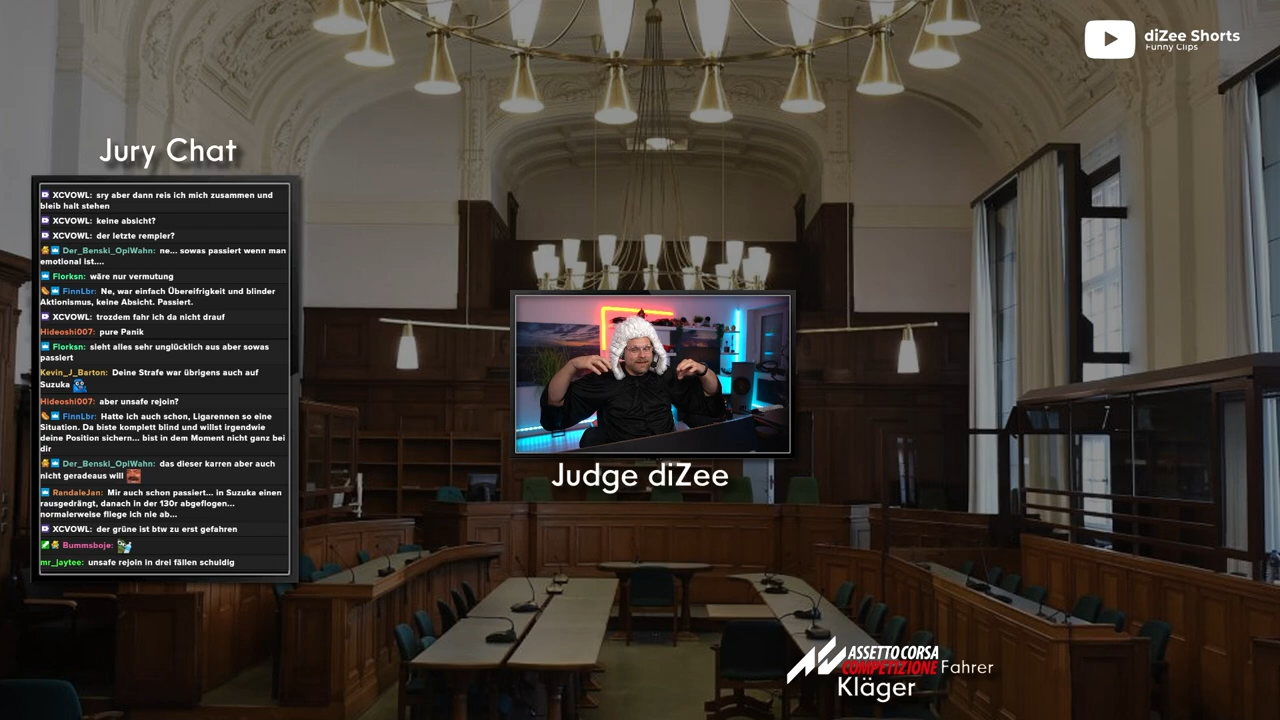 diZee Shorts
Funny Clips
Jury Chat
XCVOWL: sry aber dann reis ich mich zusammen und
bleib halt stehen
XCVOWL: keine absicht?
XCVOWL: der letzte rempler?
Der_Benski_OpiWahn: ne... sowas passiert wenn man
emotional ist....
Florksn: wäre nur vermutung
FinnLbr: Ne, war einfach Übereifrigkeit und blinder
Aktionismus, keine Absicht. Passiert.
XCVOWL: trozdem fahr ich da nicht drauf
Hideoshi007: pure Panik
Florksn: sieht alles sehr unglücklich aus aber sowas
passiert
Kevin_J_Barton: Deine Strafe war übrigens auch auf
Suzuka
Hideoshi007: aber unsafe rejoin?
FinnLbr: Hatte ich auch schon, Ligarennen so eine
Situation. Da biste komplett blind und willst irgendwie
deine Position sichern... bist in dem Moment nicht ganz bei
dir
Der_Benski_OpiWahn: das dieser karren aber auch
nicht geradeaus will
RandaleJan: Mir auch schon passiert... in Suzuka einen
rausgedrängt, danach in der 130r abgeflogen...
normalerweise fliege ich nie ab...
XCVOWL: der grüne ist btw zu erst gefahren
Bummsboje:
mr_jaytee: unsafe rejoin in drei fällen schuldig
Judge diZee
ASSETTO CORSA
COMPETIZIONE Fahrer
Kläger